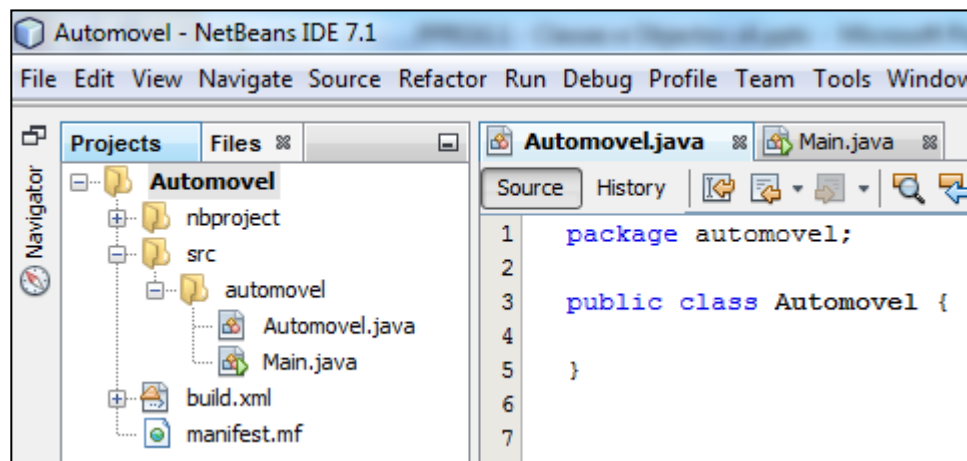 Automovel - NetBeans IDE 7.1
File Edit View Navigate Source Refactor Run Debug Profile Team Tools Window
Projects Files
Automovel.java Main.java
Navigator
Automovel
nbproject
src
automovel
Automovel.java
Main.java
build.xml
manifest.mf
Source History
1 package automovel;
2
3 public class Automovel {
4
5 }
6
7